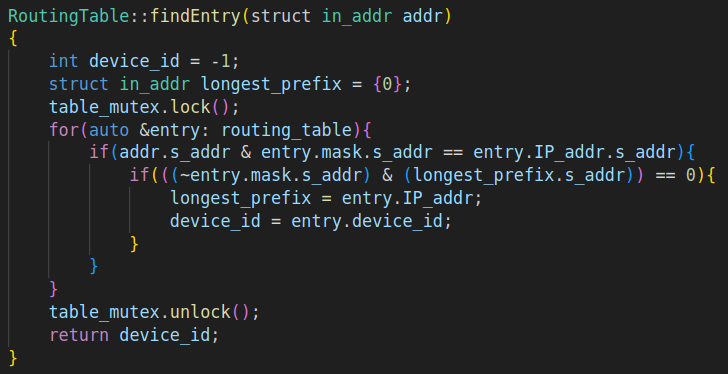 RoutingTable::findEntry(struct in_addr addr)
{
    int device_id = -1;
    struct in_addr longest_prefix = {0};
    table_mutex.lock();
    for(auto &entry: routing_table){
        if(addr.s_addr & entry.mask.s_addr == entry.IP_addr.s_addr){
            if(((~entry.mask.s_addr) & (longest_prefix.s_addr)) == 0){
                longest_prefix = entry.IP_addr;
                device_id = entry.device_id;
            }
        }
    }
    table_mutex.unlock();
    return device_id;
}